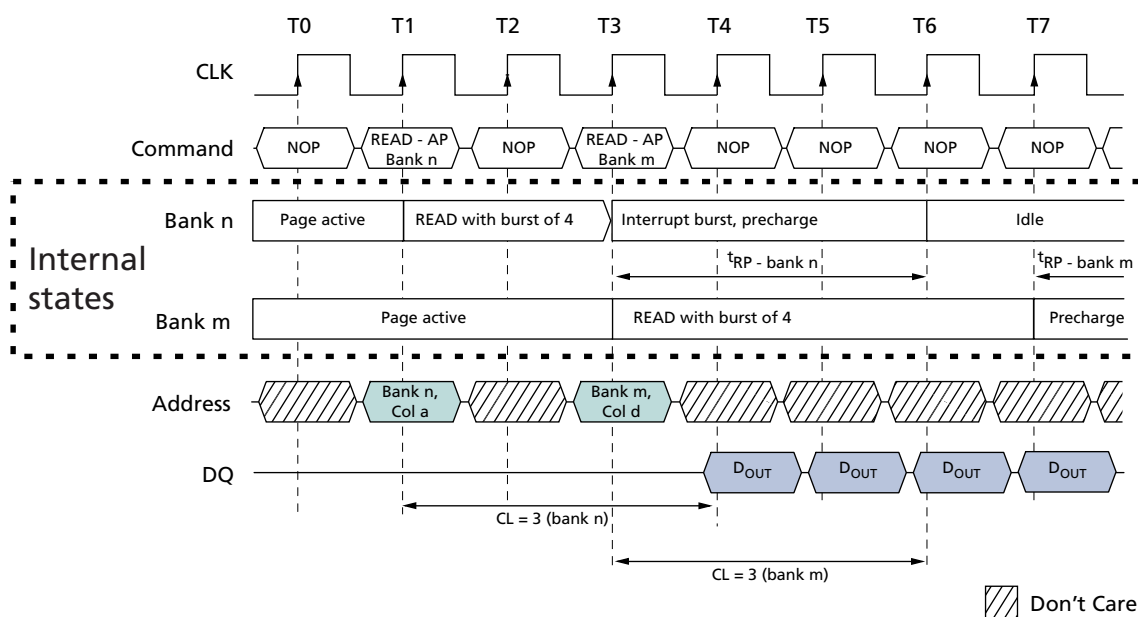 T0 T1 T2 T3 T4 T5 T6 T7
CLK
Command NOP READ - AP Bank n NOP READ - AP Bank m NOP NOP NOP NOP
Bank n Page active READ with burst of 4 Interrupt burst, precharge Idle
Internal states
tRP - bank n tRP - bank m
Bank m Page active READ with burst of 4 Precharge
Address Bank n, Col a Bank m, Col d
DQ DOUT DOUT DOUT DOUT
CL = 3 (bank n)
CL = 3 (bank m)
Don't Care